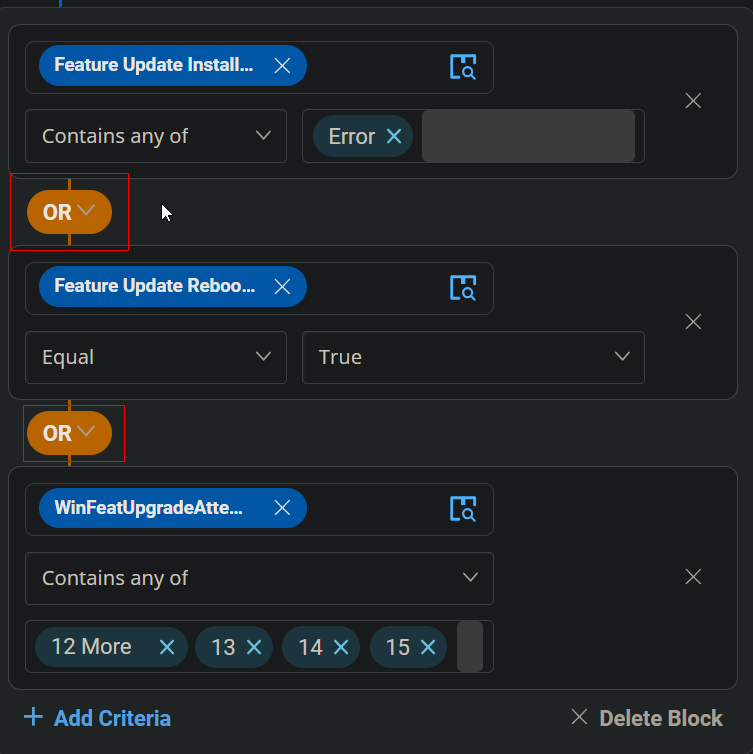 Feature Update Install...
Contains any of
Error
OR
Feature Update Reboo...
Equal
True
OR
WinFeatUpgradeAtte...
Contains any of
12 More 13 14 15
Add Criteria
Delete Block